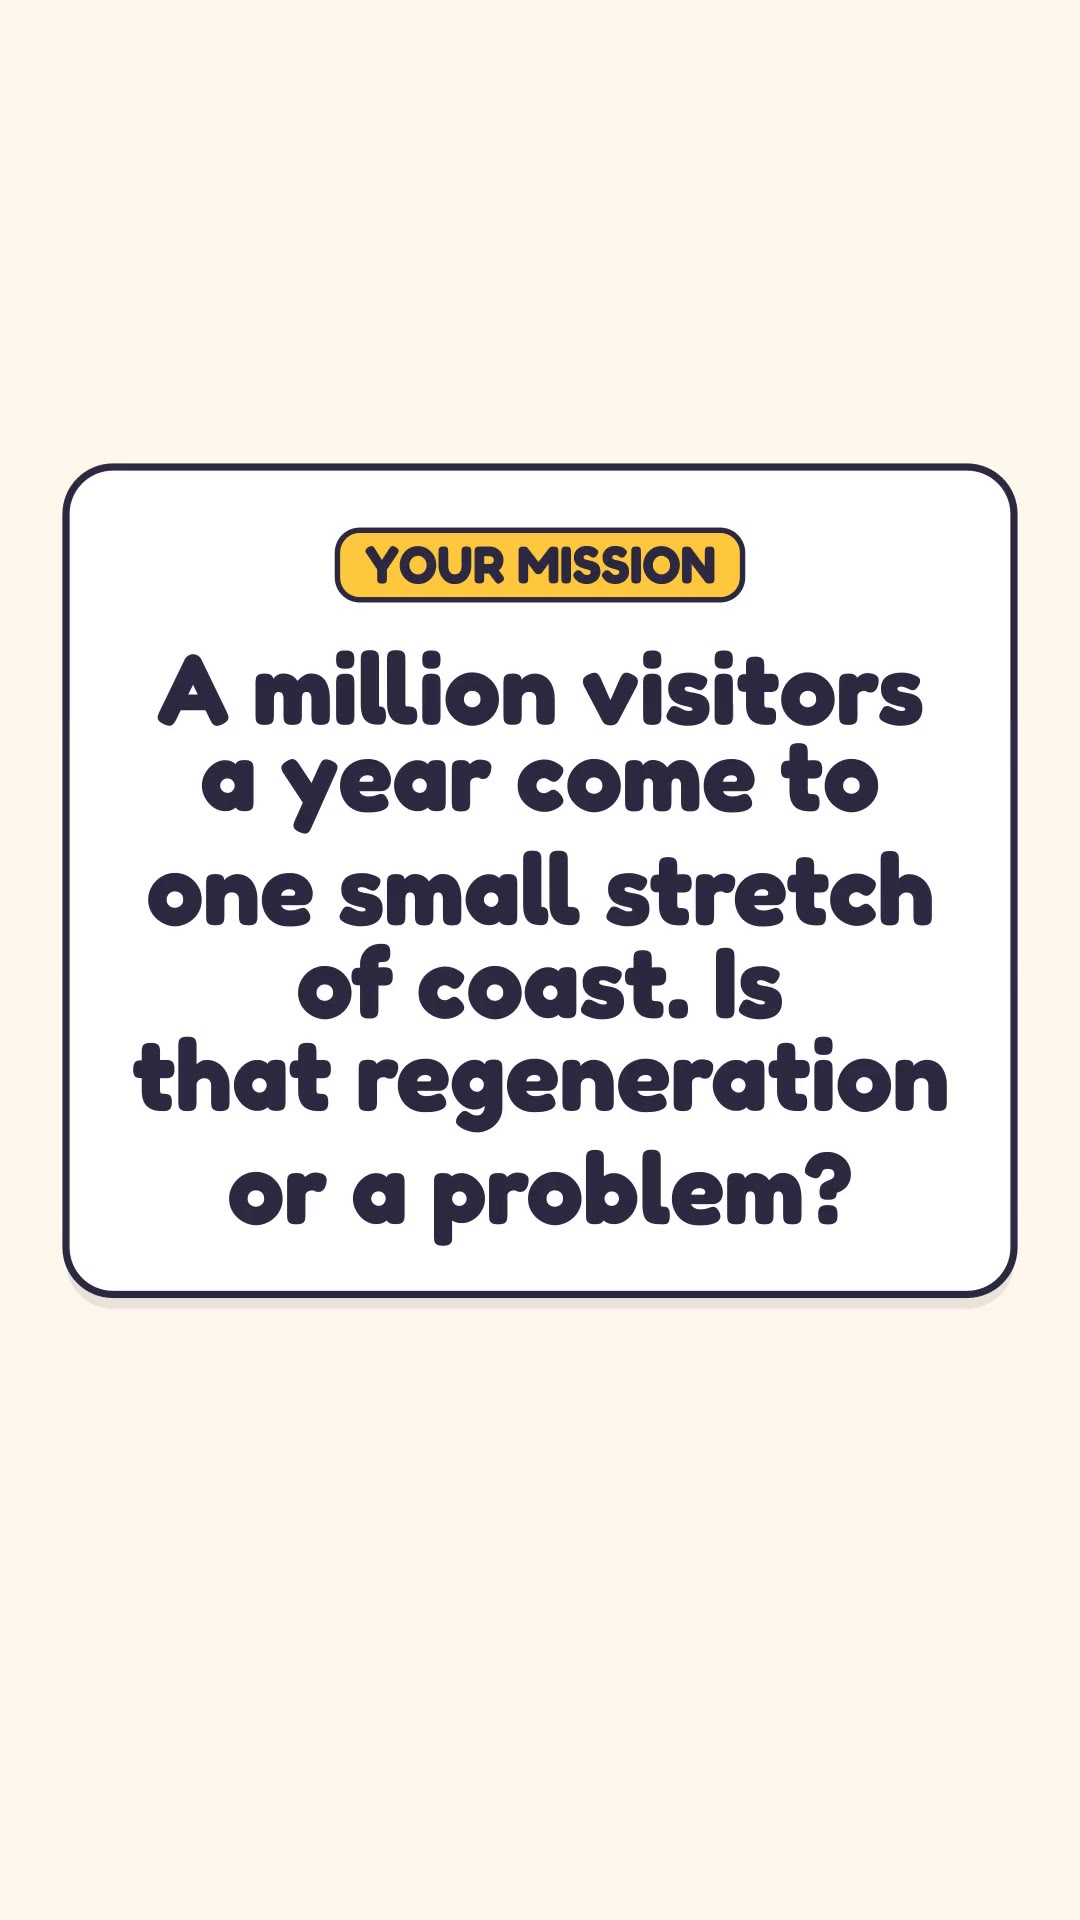 YOUR MISSION
A million visitors
a year come to
one small stretch
of coast. Is
that regeneration
or a problem?